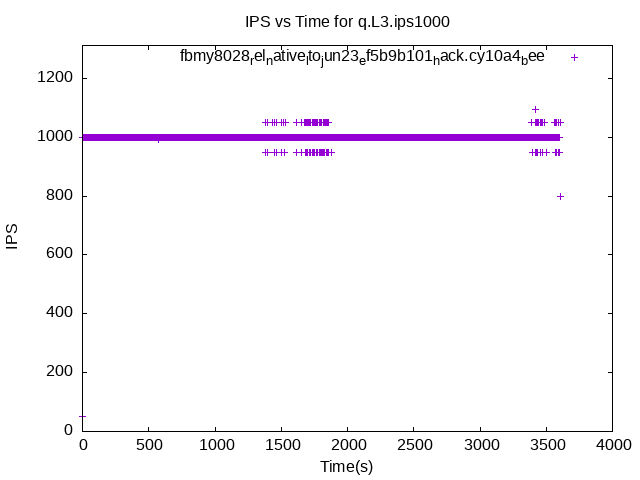 IPS vs Time for q.L3.ips1000
fbmy8028relnativeltojun23ef5b9b101hack.cy10a4bee
1200
1000
800
600
400
200
0
IPS
0 500 1000 1500 2000 2500 3000 3500 4000
Time(s)